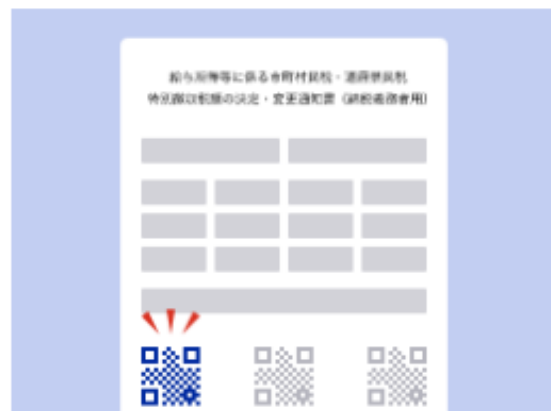 給与所得等に係る市町村民税・道府県民税
特別徴収税額の決定・変更通知書（納税義務者用）